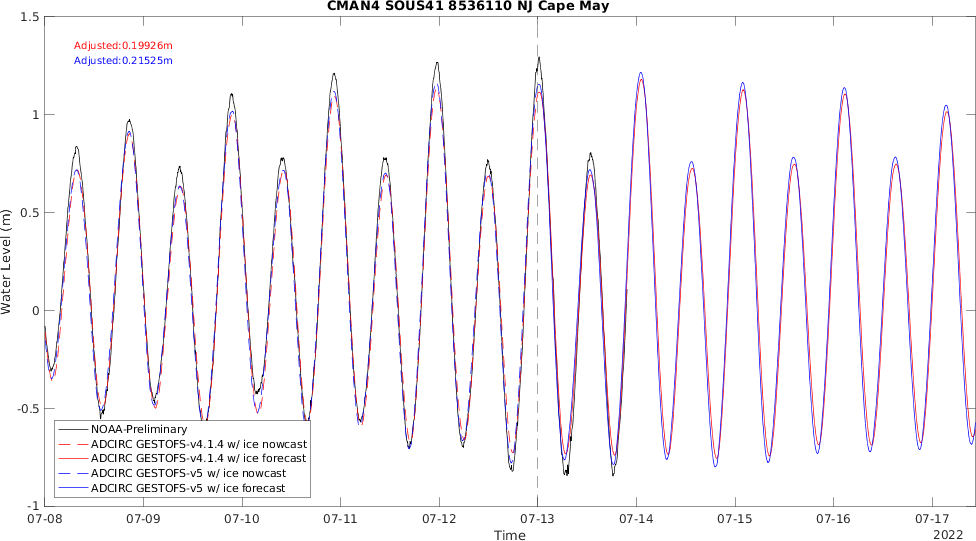 CMAN4 SOUS41 8536110 NJ Cape May
1.5
Adjusted:0.19926m
Adjusted:0.21525m
1
0.5
Water Level (m)
0
-0.5
NOAA-Preliminary
ADCIRC GESTOFS-v4.1.4 w/ ice nowcast
ADCIRC GESTOFS-v4.1.4 w/ ice forecast
ADCIRC GESTOFS-v5 w/ ice nowcast
ADCIRC GESTOFS-v5 w/ ice forecast
-1
07-08 07-09 07-10 07-11 07-12 07-13 07-14 07-15 07-16 07-17
Time
2022